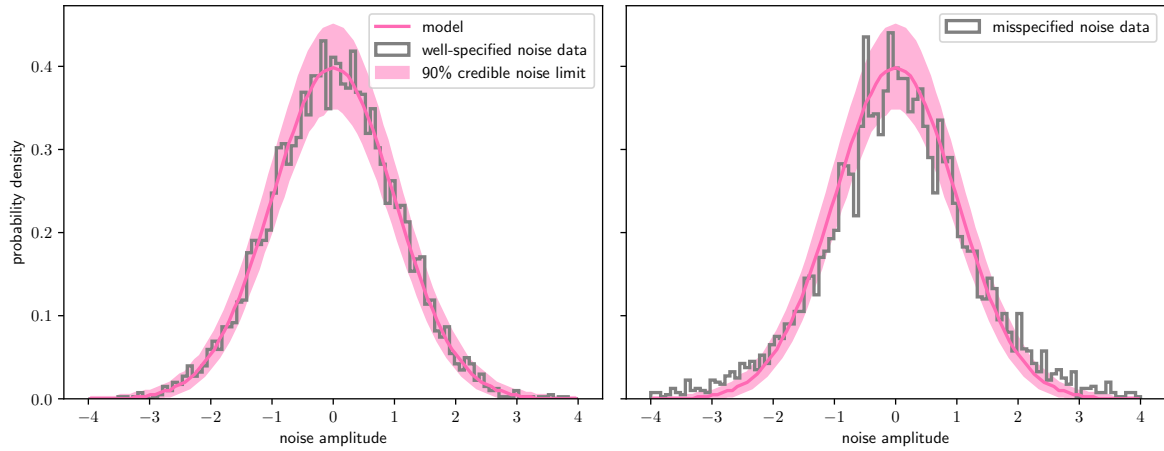 model
well-specified noise data
90% credible noise limit
misspecified noise data
probability density
0.4
0.3
0.2
0.1
0.0
−4 −3 −2 −1 0 1 2 3 4
noise amplitude
−4 −3 −2 −1 0 1 2 3 4
noise amplitude